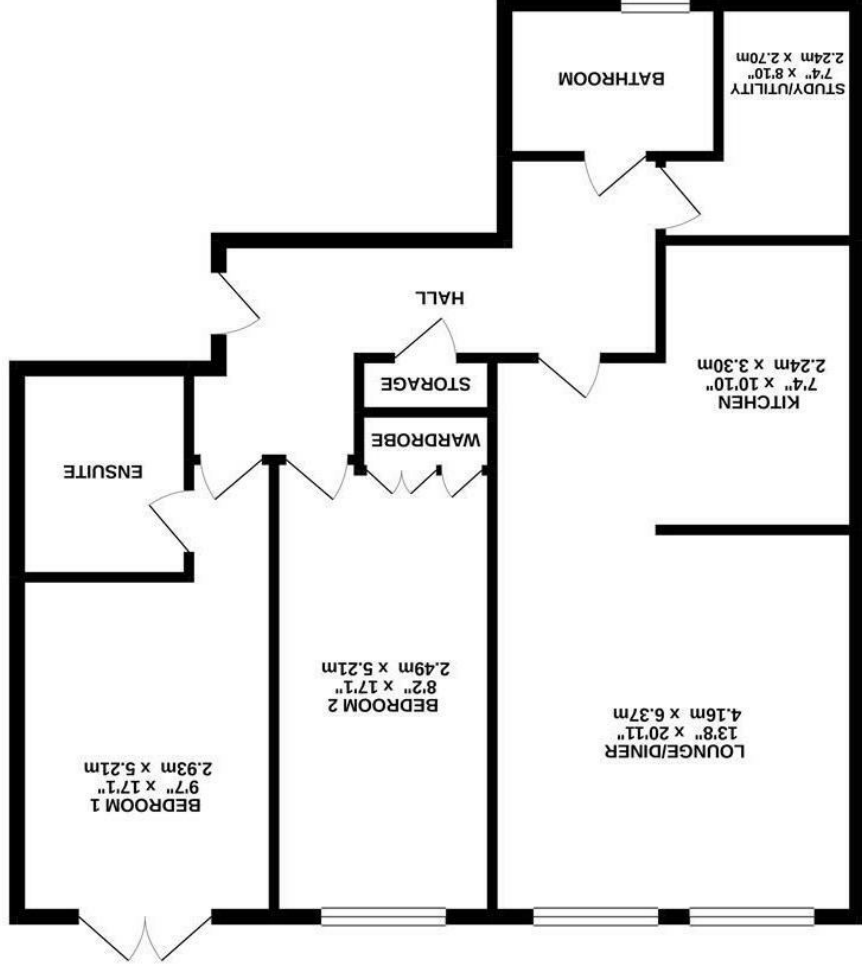 LOUNGE/DINER
13'8" x 20'11"
4.16m x 6.37m
BEDROOM 2
8'2" x 17'1"
2.49m x 5.21m
BEDROOM 1
9'7" x 17'1"
2.93m x 5.21m
KITCHEN
7'4" x 10'10"
2.24m x 3.30m
WARDROBE
STORAGE
ENSUITE
HALL
STUDY/UTILITY
7'4" x 8'10"
2.24m x 2.70m
BATHROOM